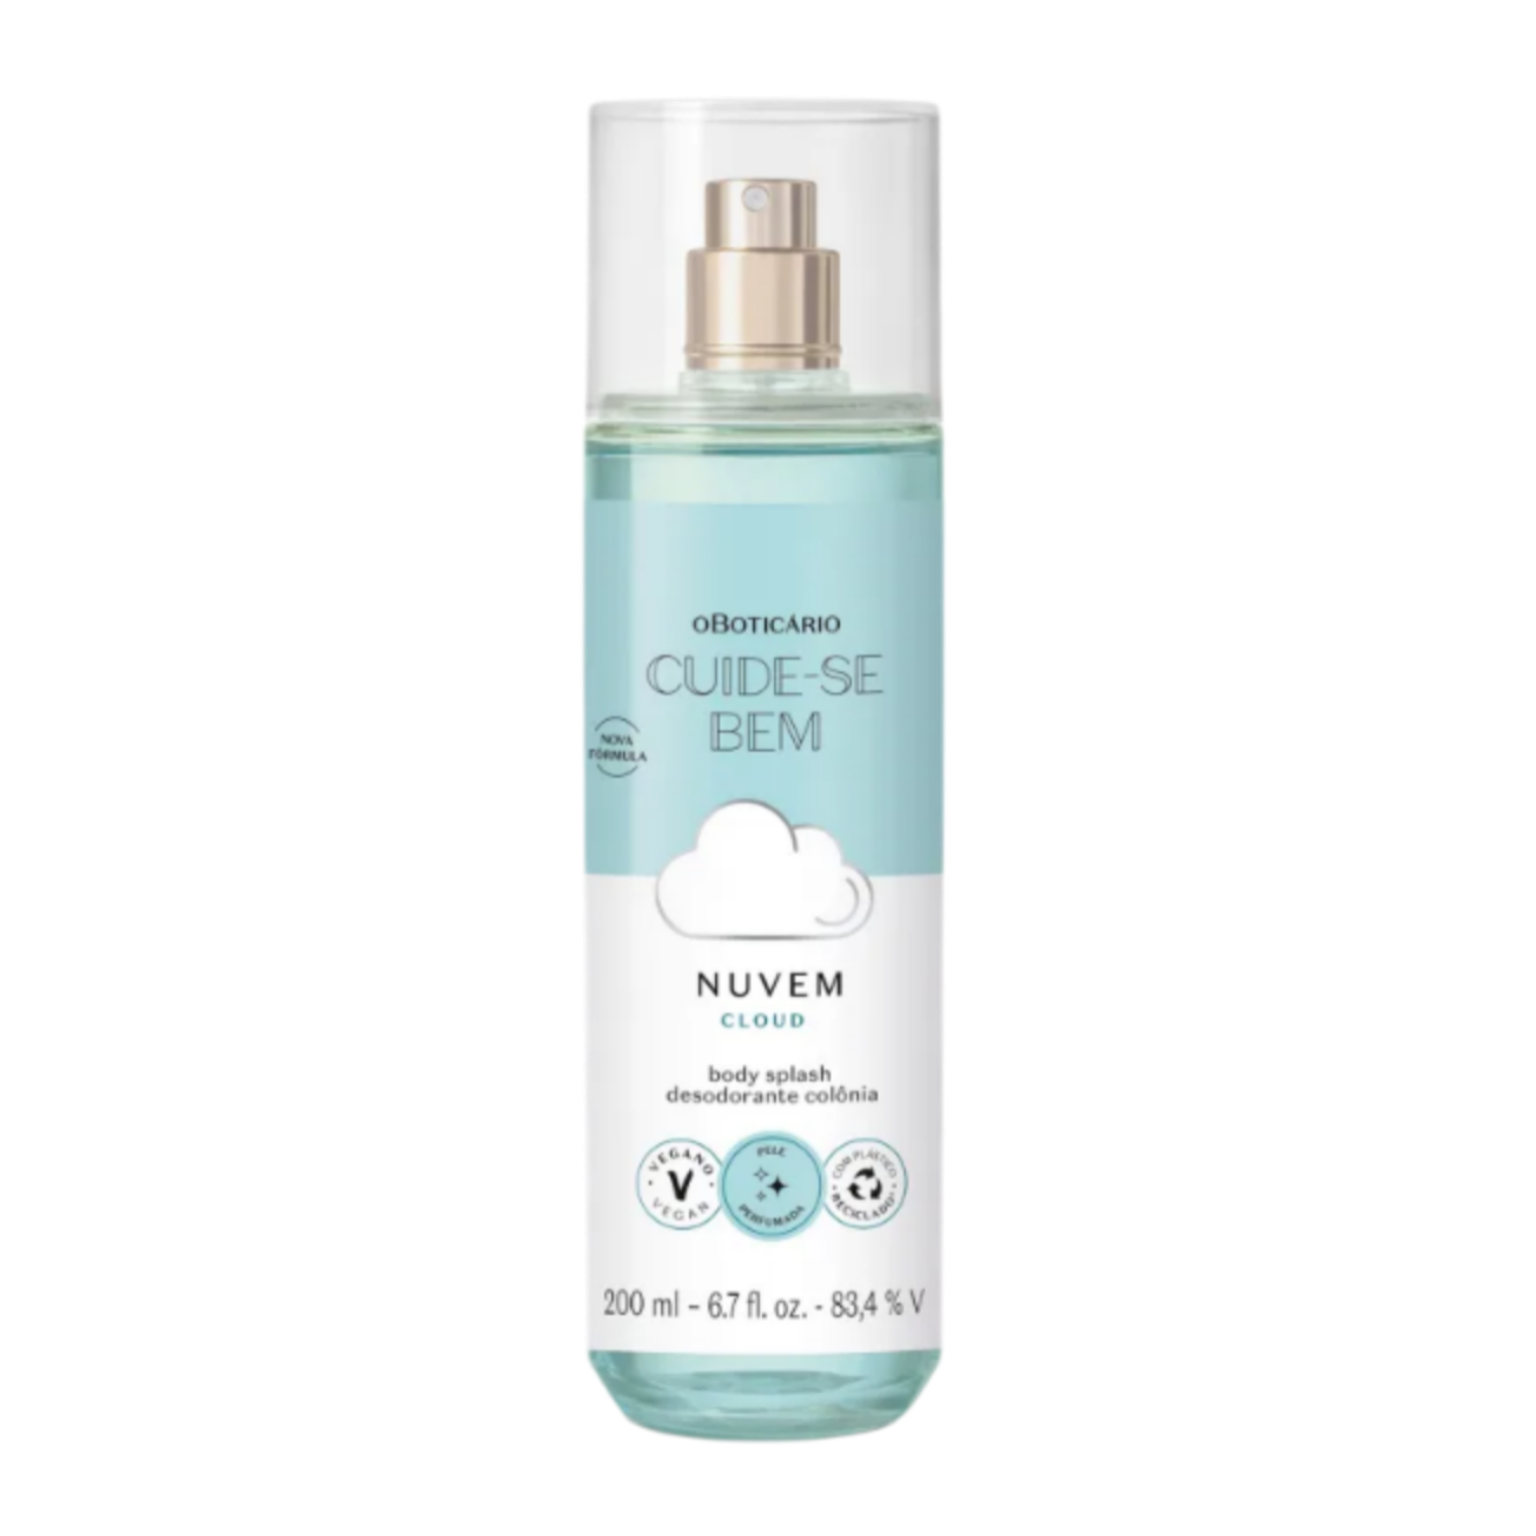 oBOTICÁRIO
CUIDE-SE
BEM
NOVA
FÓRMULA
NUVEM
CLOUD
body splash
desodorante colônia
VEGANO
V
VEGAN
PELE
PERFUMADA
COM PLÁSTICO
RECICLADO
200 ml – 6.7 fl. oz. - 83,4 % V